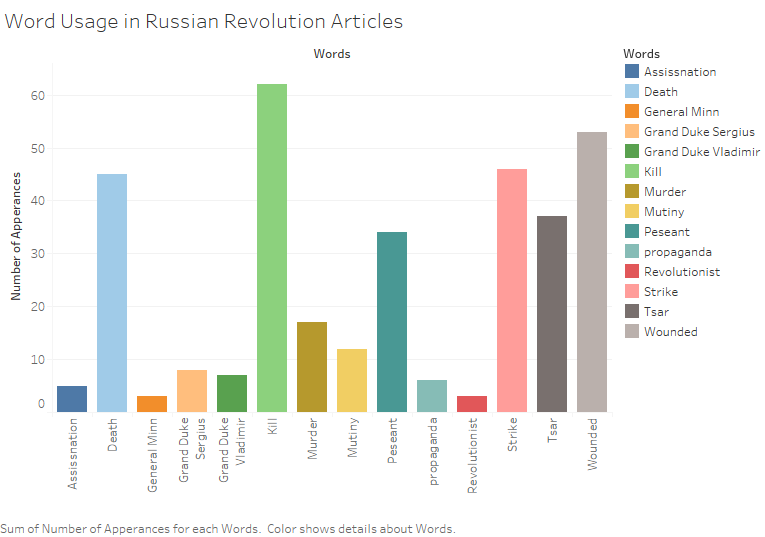 Word Usage in Russian Revolution Articles
Words
Number of Apperances
60
50
40
30
20
10
0
Assissnation
Death
General Minn
Grand Duke
Sergius
Grand Duke
Vladimir
Kill
Murder
Mutiny
Peseant
propaganda
Revolutionist
Strike
Tsar
Wounded
Words
Assissnation
Death
General Minn
Grand Duke Sergius
Grand Duke Vladimir
Kill
Murder
Mutiny
Peseant
propaganda
Revolutionist
Strike
Tsar
Wounded
Sum of Number of Apperances for each Words.  Color shows details about Words.